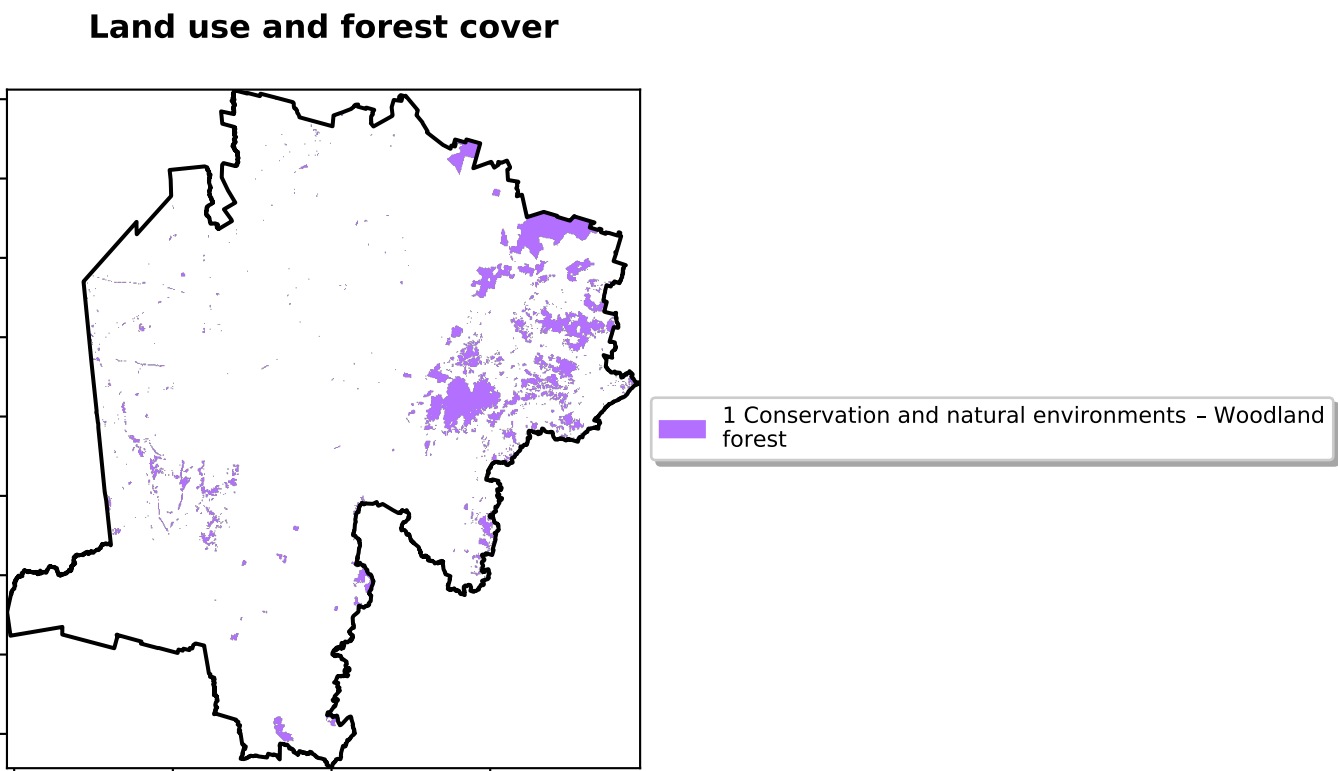 Land use and forest cover
1 Conservation and natural environments – Woodland
forest